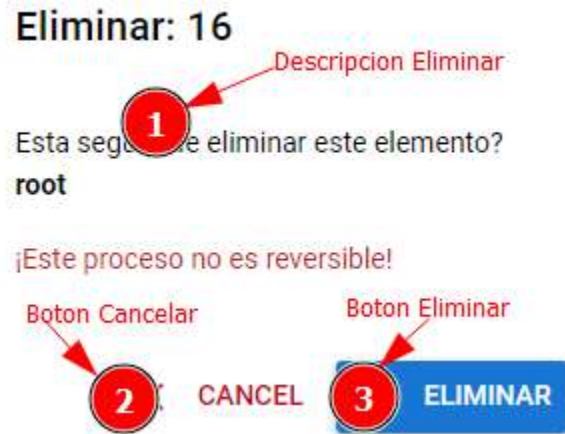 Eliminar: 16
Descripcion Eliminar
1
Esta seg e eliminar este elemento?
root
¡Este proceso no es reversible!
Boton Cancelar
Boton Eliminar
2 CANCEL
3 ELIMINAR